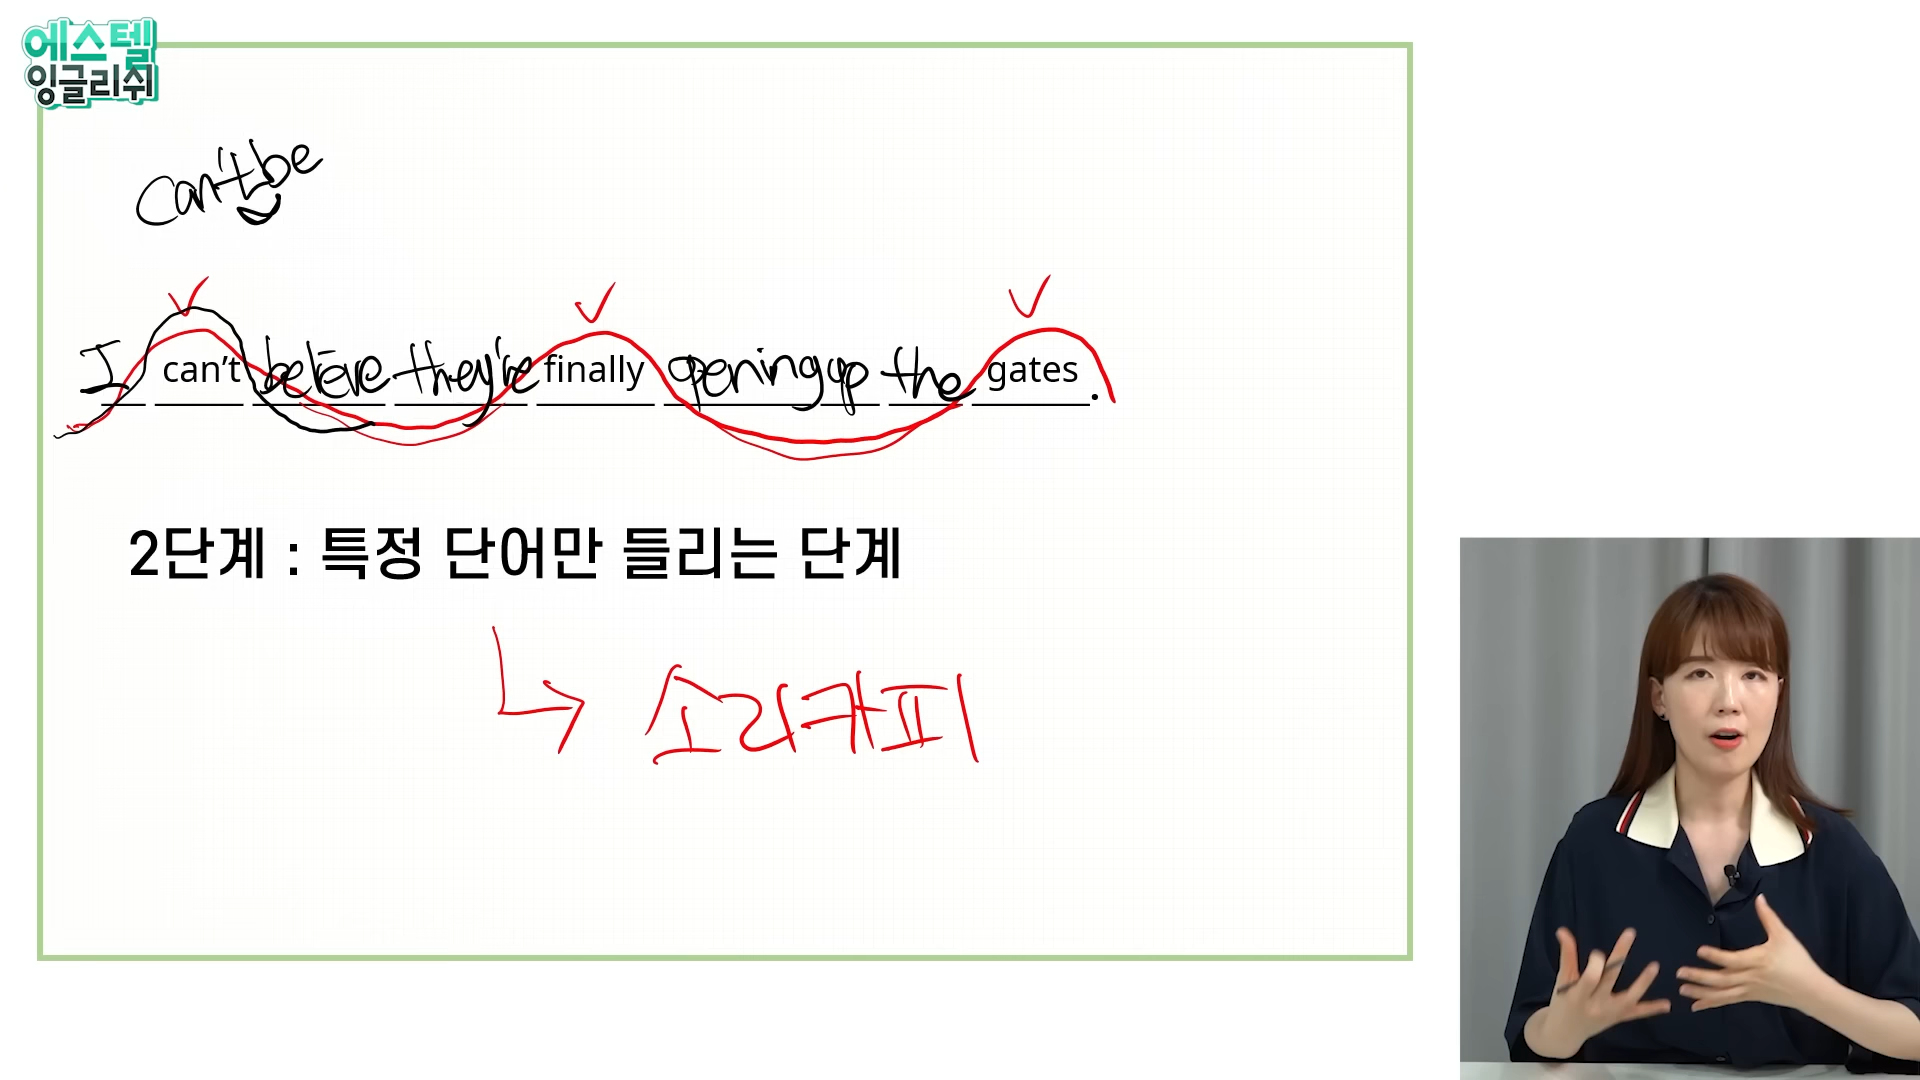 에스텔
잉글리쉬
can't be
I can't believe they're finally opening up the gates.
2단계 : 특정 단어만 들리는 단계
소리카피